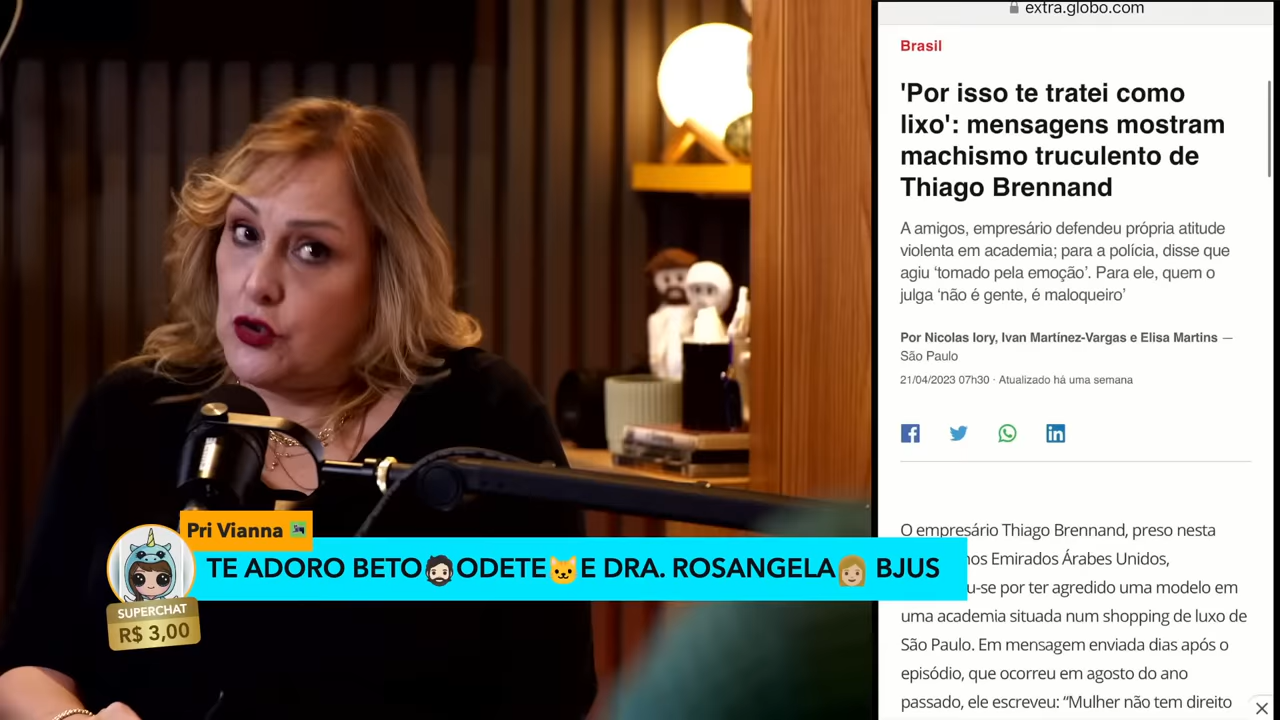 extra.globo.com
Brasil
'Por isso te tratei como
lixo': mensagens mostram
machismo truculento de
Thiago Brennand
A amigos, empresário defendeu própria atitude
violenta em academia; para a polícia, disse que
agiu ‘tomado pela emoção’. Para ele, quem o
julga ‘não é gente, é maloqueiro’
Por Nicolas Iory, Ivan Martínez-Vargas e Elisa Martins —
São Paulo
21/04/2023 07h30 · Atualizado há uma semana
O empresário Thiago Brennand, preso nesta
nos Emirados Árabes Unidos,
u-se por ter agredido uma modelo em
uma academia situada num shopping de luxo de
São Paulo. Em mensagem enviada dias após o
episódio, que ocorreu em agosto do ano
passado, ele escreveu: “Mulher não tem direito
Pri Vianna
TE ADORO BETO🧔🏻ODETE🐱E DRA. ROSANGELA👩🏼 BJUS
SUPERCHAT
R$ 3,00